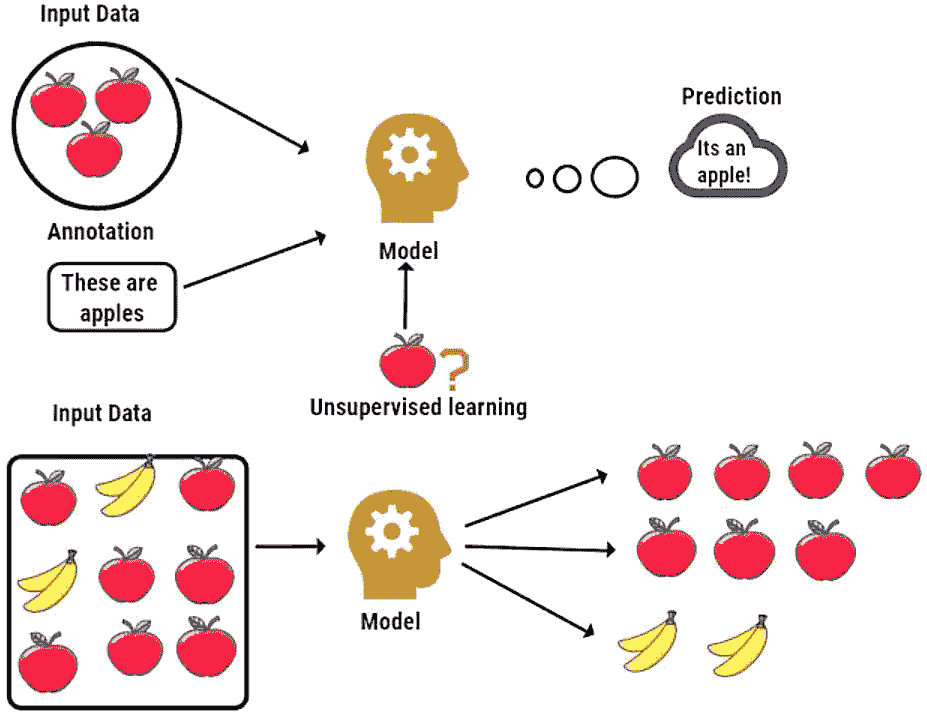 Input Data
Annotation
These are
apples
Model
Prediction
Its an
apple!
?
Unsupervised learning
Input Data
Model